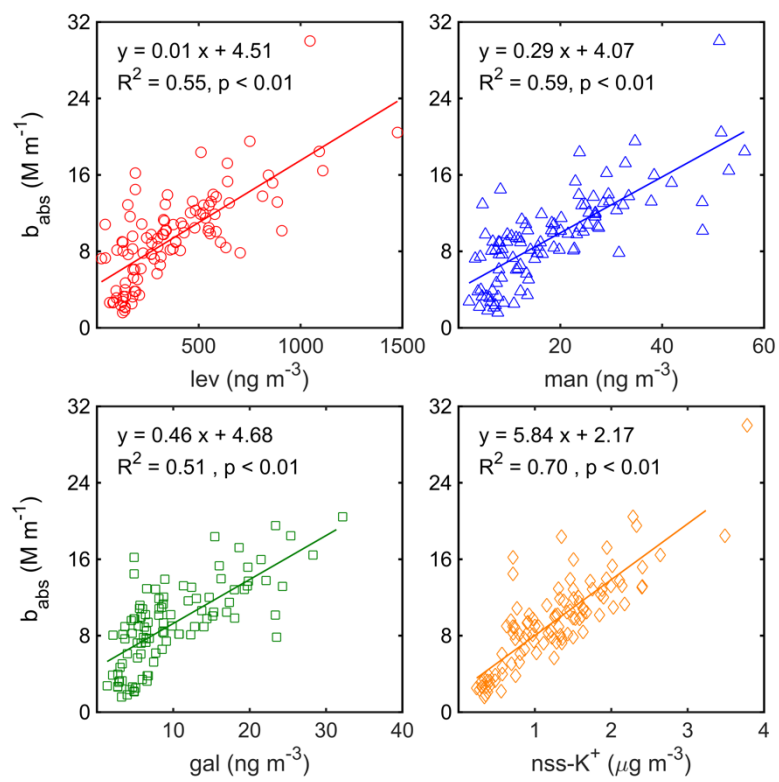 y = 0.01 x + 4.51
R² = 0.55, p < 0.01
32
24
16
8
0
b_abs (M m⁻¹)
500
1000
1500
lev (ng m⁻³)
y = 0.29 x + 4.07
R² = 0.59, p < 0.01
32
24
16
8
0
20
40
60
man (ng m⁻³)
y = 0.46 x + 4.68
R² = 0.51 , p < 0.01
32
24
16
8
0
b_abs (M m⁻¹)
10
20
30
40
gal (ng m⁻³)
y = 5.84 x + 2.17
R² = 0.70 , p < 0.01
32
24
16
8
0
1
2
3
4
nss-K⁺ (μg m⁻³)